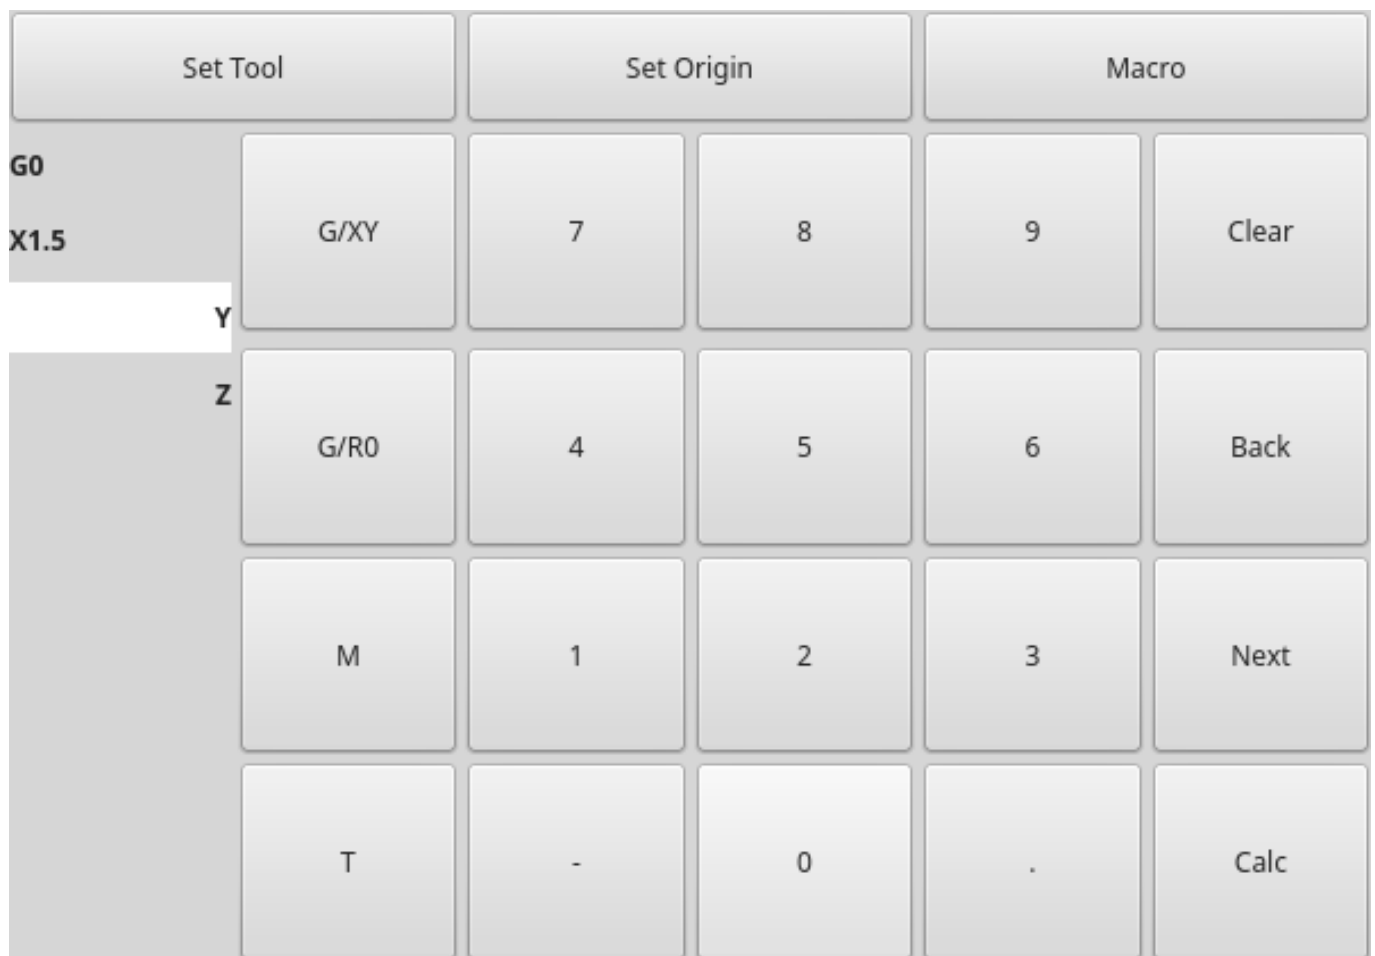 Set Tool Set Origin Macro
G0
X1.5
G/XY 7 8 9 Clear
Y
Z
G/R0 4 5 6 Back
M 1 2 3 Next
T - 0 . Calc